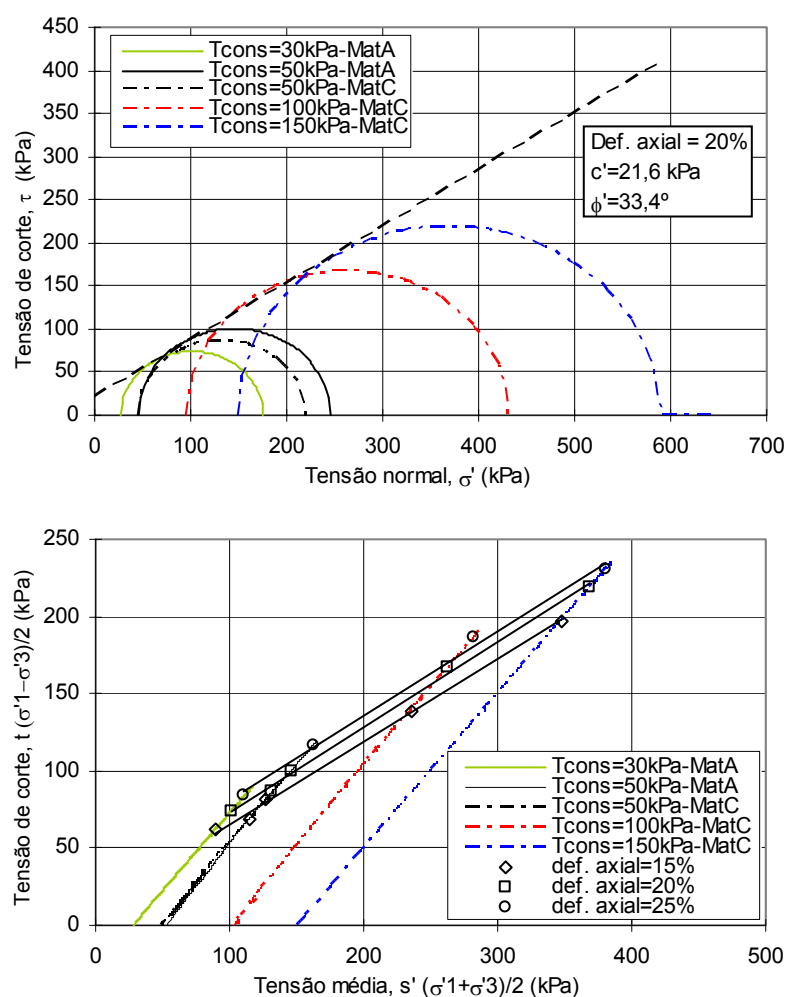 450
400
350
300
250
200
150
100
50
0
Tensão de corte, τ (kPa)
Tcons=30kPa-MatA
Tcons=50kPa-MatA
Tcons=50kPa-MatC
Tcons=100kPa-MatC
Tcons=150kPa-MatC
Def. axial = 20%
c'=21,6 kPa
ϕ'=33,4º
0 100 200 300 400 500 600 700
Tensão normal, σ' (kPa)
250
200
150
100
50
0
Tensão de corte, t (σ'1−σ'3)/2 (kPa)
Tcons=30kPa-MatA
Tcons=50kPa-MatA
Tcons=50kPa-MatC
Tcons=100kPa-MatC
Tcons=150kPa-MatC
def. axial=15%
def. axial=20%
def. axial=25%
0 100 200 300 400 500
Tensão média, s' (σ'1+σ'3)/2 (kPa)